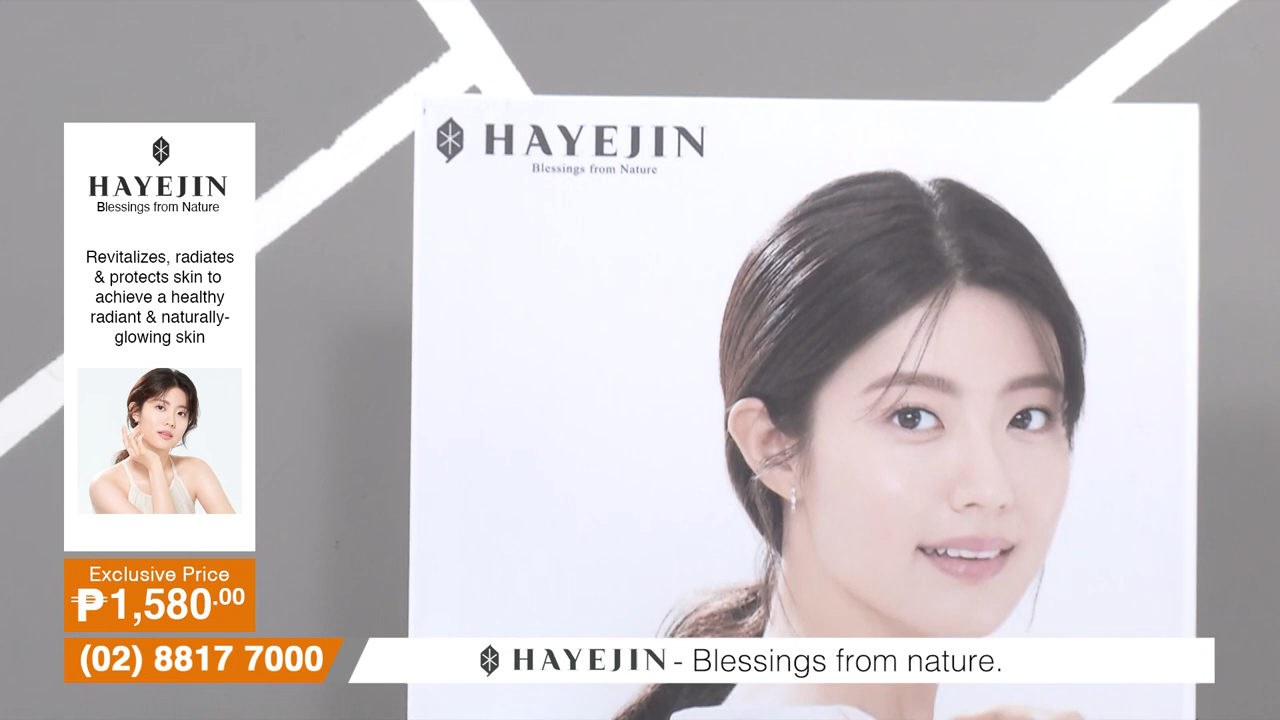 HAYEJIN
Blessings from Nature
Revitalizes, radiates
& protects skin to
achieve a healthy
radiant & naturally-
glowing skin
Exclusive Price
₱1,580.00
(02) 8817 7000
HAYEJIN
Blessings from Nature
HAYEJIN - Blessings from nature.